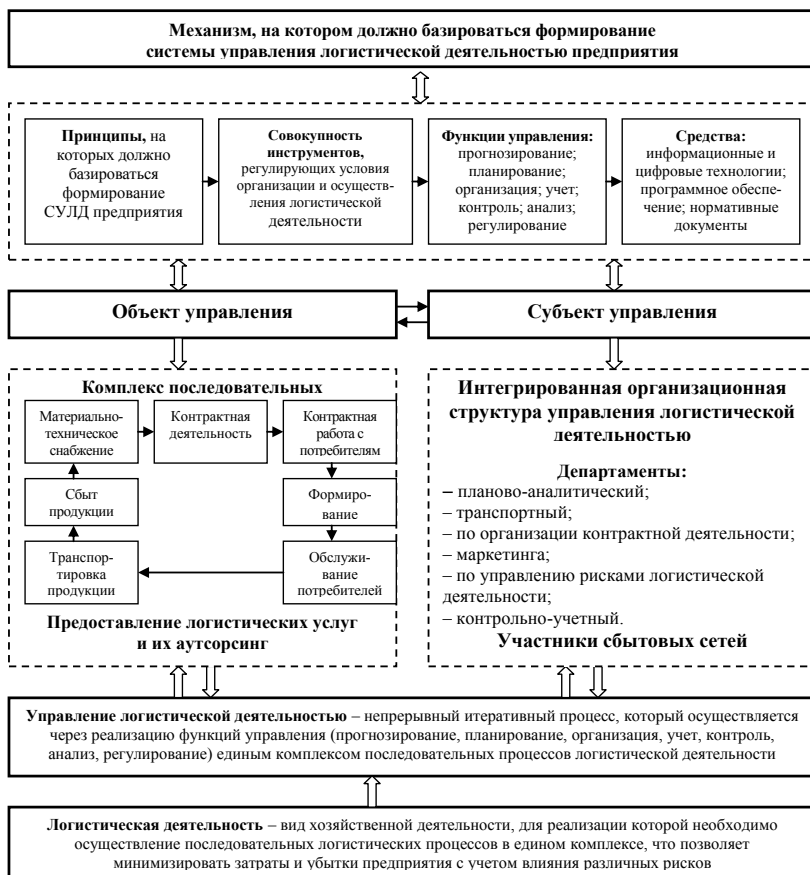 Механизм, на котором должно базироваться формирование
системы управления логистической деятельностью предприятия
Принципы, на
которых должно
базироваться
формирование
СУЛД предприятия
Совокупность
инструментов,
регулирующих условия
организации и осуществ-
ления логистической
деятельности
Функции управления:
прогнозирование;
планирование;
организация; учет;
контроль; анализ;
регулирование
Средства:
информационные и
цифровые технологии;
программное обеспе-
чение; нормативные
документы
Объект управления
Субъект управления
Комплекс последовательных
Материально-
техническое
снабжение
Контрактная
деятельность
Контрактная
работа с
потребителям
Сбыт
продукции
Формиро-
вание
Транспор-
тировка
продукции
Обслужи-
вание
потребителей
Предоставление логистических услуг
и их аутсорсинг
Интегрированная организационная
структура управления логистической
деятельностью
Департаменты:
– планово-аналитический;
– транспортный;
– по организации контрактной деятельности;
– маркетинга;
– по управлению рисками логистической
деятельности;
– контрольно-учетный.
Участники сбытовых сетей
Управление логистической деятельностью – непрерывный итеративный процесс, который осуществляется
через реализацию функций управления (прогнозирование, планирование, организация, учет, контроль,
анализ, регулирование) единым комплексом последовательных процессов логистической деятельности
Логистическая деятельность – вид хозяйственной деятельности, для реализации которой необходимо
осуществление последовательных логистических процессов в едином комплексе, что позволяет
минимизировать затраты и убытки предприятия с учетом влияния различных рисков